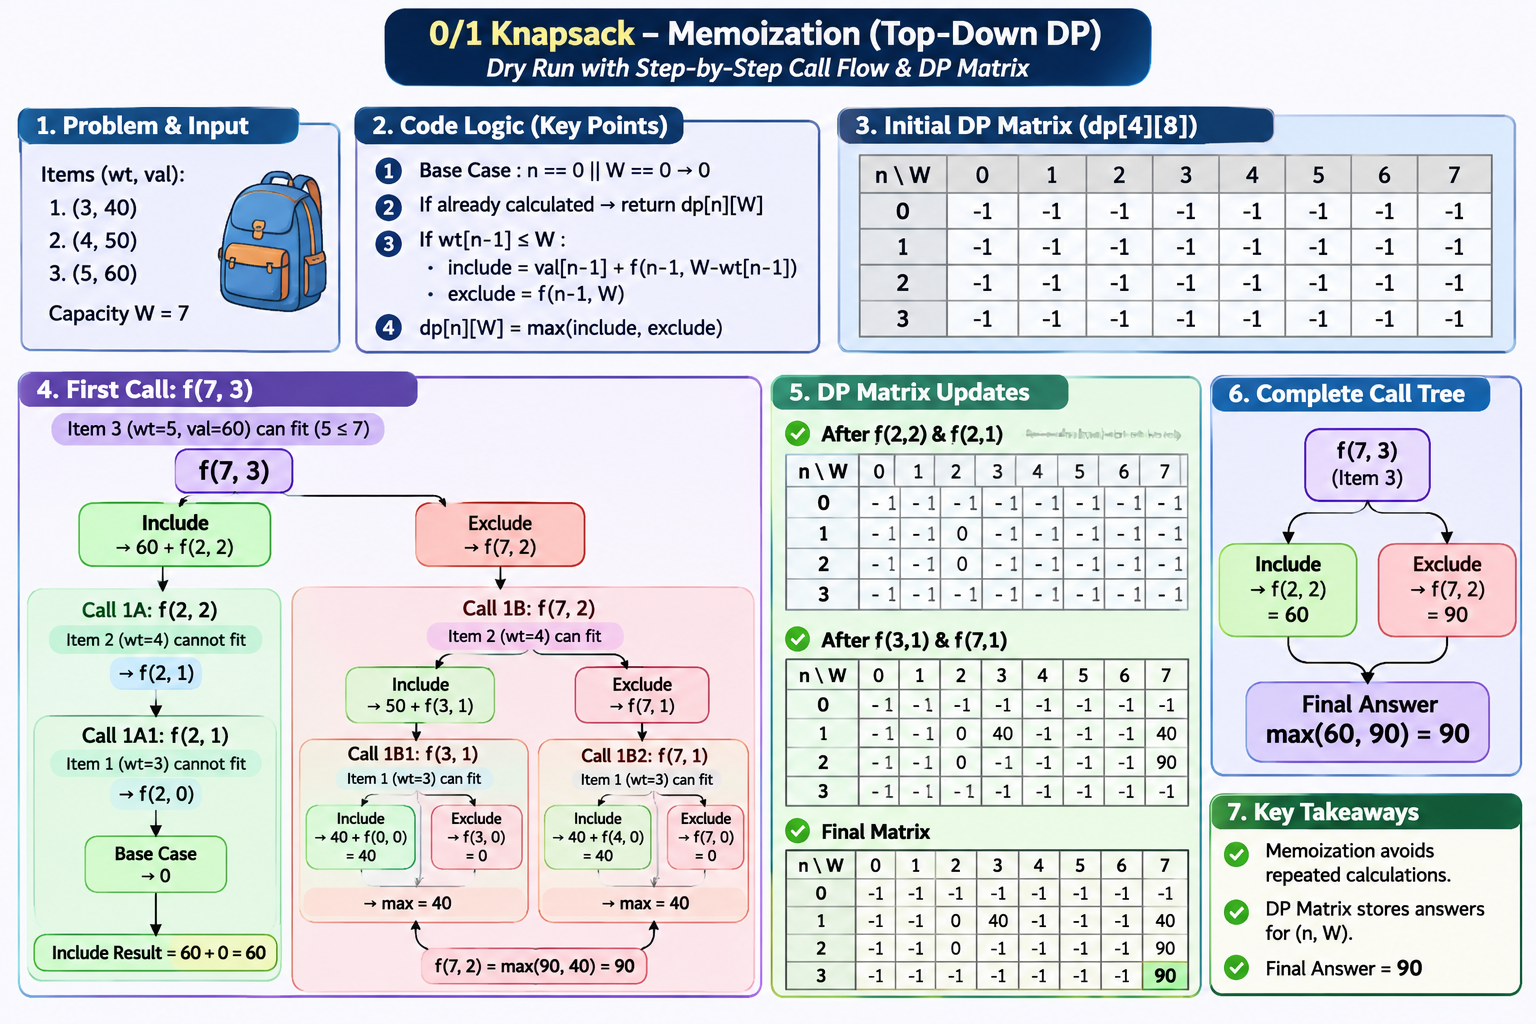 0/1 Knapsack – Memoization (Top-Down DP)
Dry Run with Step-by-Step Call Flow & DP Matrix
1. Problem & Input
Items (wt, val):
1. (3, 40)
2. (4, 50)
3. (5, 60)
Capacity W = 7
2. Code Logic (Key Points)
1 Base Case : n == 0 || W == 0 → 0
2 If already calculated → return dp[n][W]
3 If wt[n-1] ≤ W :
• include = val[n-1] + f(n-1, W-wt[n-1])
• exclude = f(n-1, W)
4 dp[n][W] = max(include, exclude)
3. Initial DP Matrix (dp[4][8])
n \ W 0 1 2 3 4 5 6 7
0 -1 -1 -1 -1 -1 -1 -1 -1
1 -1 -1 -1 -1 -1 -1 -1 -1
2 -1 -1 -1 -1 -1 -1 -1 -1
3 -1 -1 -1 -1 -1 -1 -1 -1
4. First Call: f(7, 3)
Item 3 (wt=5, val=60) can fit (5 ≤ 7)
f(7, 3)
Include
→ 60 + f(2, 2)
Exclude
→ f(7, 2)
Call 1A: f(2, 2)
Item 2 (wt=4) cannot fit
→ f(2, 1)
Call 1A1: f(2, 1)
Item 1 (wt=3) cannot fit
→ f(2, 0)
Base Case
→ 0
Include Result = 60 + 0 = 60
Call 1B: f(7, 2)
Item 2 (wt=4) can fit
Include
→ 50 + f(3, 1)
Exclude
→ f(7, 1)
Call 1B1: f(3, 1)
Item 1 (wt=3) can fit
Include
→ 40 + f(0, 0)
= 40
Exclude
→ f(3, 0)
= 0
→ max = 40
Call 1B2: f(7, 1)
Item 1 (wt=3) can fit
Include
→ 40 + f(4, 0)
= 40
Exclude
→ f(7, 0)
= 0
→ max = 40
f(7, 2) = max(90, 40) = 90
5. DP Matrix Updates
After f(2,2) & f(2,1)
n \ W 0 1 2 3 4 5 6 7
0 -1 -1 -1 -1 -1 -1 -1 -1
1 -1 -1 0 -1 -1 -1 -1 -1
2 -1 -1 0 -1 -1 -1 -1 -1
3 -1 -1 -1 -1 -1 -1 -1 -1
After f(3,1) & f(7,1)
n \ W 0 1 2 3 4 5 6 7
0 -1 -1 -1 -1 -1 -1 -1 -1
1 -1 -1 0 40 -1 -1 -1 40
2 -1 -1 0 -1 -1 -1 -1 90
3 -1 -1 -1 -1 -1 -1 -1 -1
Final Matrix
n \ W 0 1 2 3 4 5 6 7
0 -1 -1 -1 -1 -1 -1 -1 -1
1 -1 -1 0 40 -1 -1 -1 40
2 -1 -1 0 -1 -1 -1 -1 90
3 -1 -1 -1 -1 -1 -1 -1 90
6. Complete Call Tree
f(7, 3)
(Item 3)
Include
→ f(2, 2)
= 60
Exclude
→ f(7, 2)
= 90
Final Answer
max(60, 90) = 90
7. Key Takeaways
Memoization avoids
repeated calculations.
DP Matrix stores answers
for (n, W).
Final Answer = 90